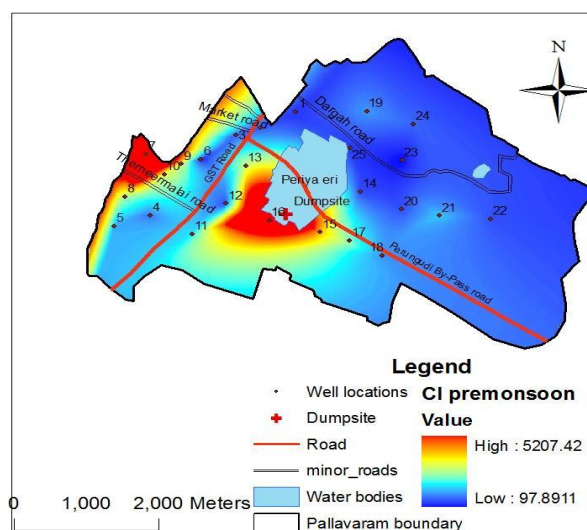 N
1
19
24
Market road
Dargah road
3
25
23
7
9
6
10
13
GST Road
Periya eri
14
Themeermalai road
8
12
Dumpsite
20
21
22
4
16
5
11
15
17
18
Perungudi By-Pass road
Legend
Well locations
Dumpsite
Road
minor_roads
Water bodies
Pallavaram boundary
Cl premonsoon
Value
High : 5207.42
Low : 97.8911
0 1,000 2,000 Meters